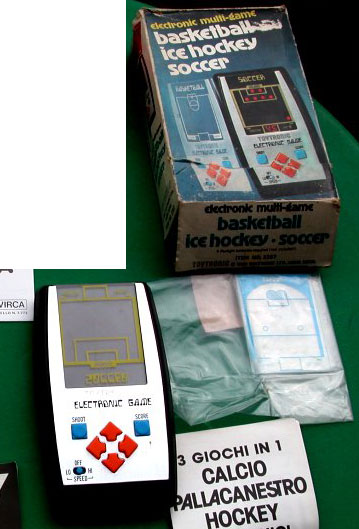 electronic multi-game
basketball
ice hockey
soccer
BASKETBALL
SOCCER
TOYTRONIC
ELECTRONIC GAME
electronic multi-game
basketball
ice hockey · soccer
TOYTRONIC
VIRCA
SOCCER
ELECTRONIC GAME
SHOOT
SCORE
OFF
LO HI
SPEED
3 GIOCHI IN 1
CALCIO
PALLACANESTRO
HOCKEY